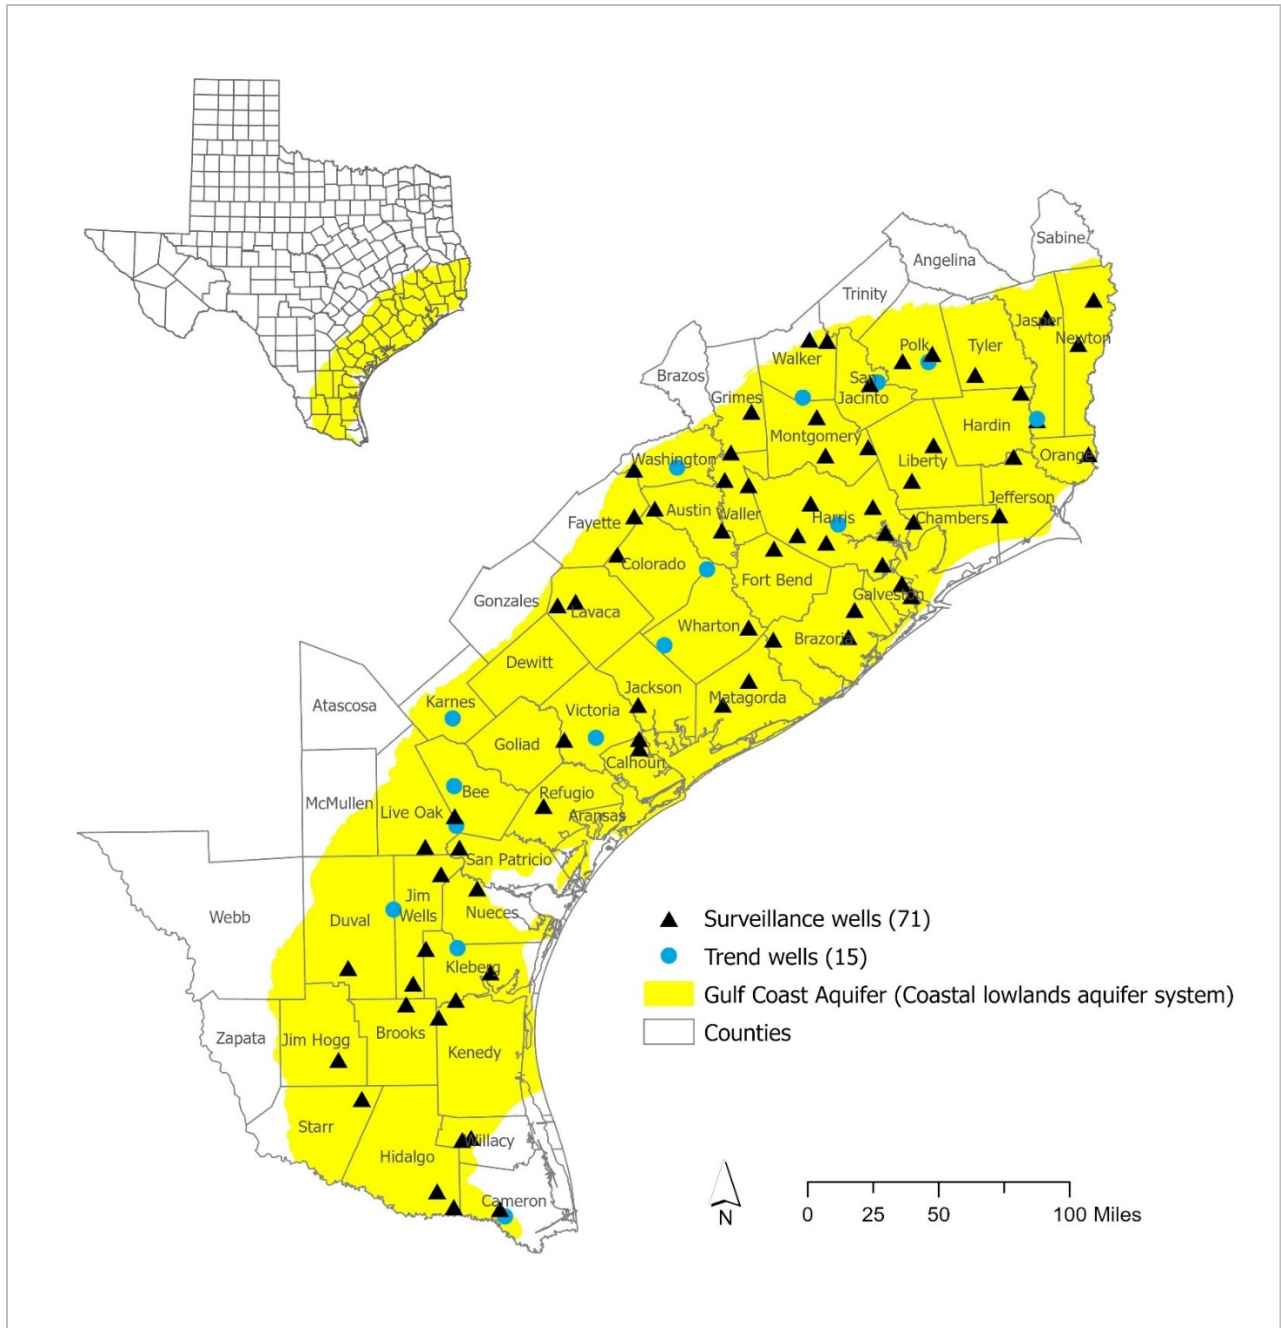 Sabine
Angelina
Trinity
Jasper
Newton
Polk
Tyler
Walker
Brazos
San
Jacinto
Grimes
Hardin
Montgomery
Orange
Liberty
Washington
Jefferson
Austin
Waller
Harris
Chambers
Fayette
Colorado
Fort Bend
Galveston
Gonzales
Lavaca
Wharton
Brazoria
Dewitt
Jackson
Matagorda
Karnes
Atascosa
Victoria
Goliad
Calhoun
Bee
Refugio
McMullen
Live Oak
Aransas
San Patricio
Jim
Wells
Webb
Duval
Nueces
Surveillance wells (71)
Trend wells (15)
Kleberg
Gulf Coast Aquifer (Coastal lowlands aquifer system)
Counties
Zapata
Jim Hogg
Brooks
Kenedy
Starr
Willacy
Hidalgo
Cameron
N
0 25 50 100 Miles